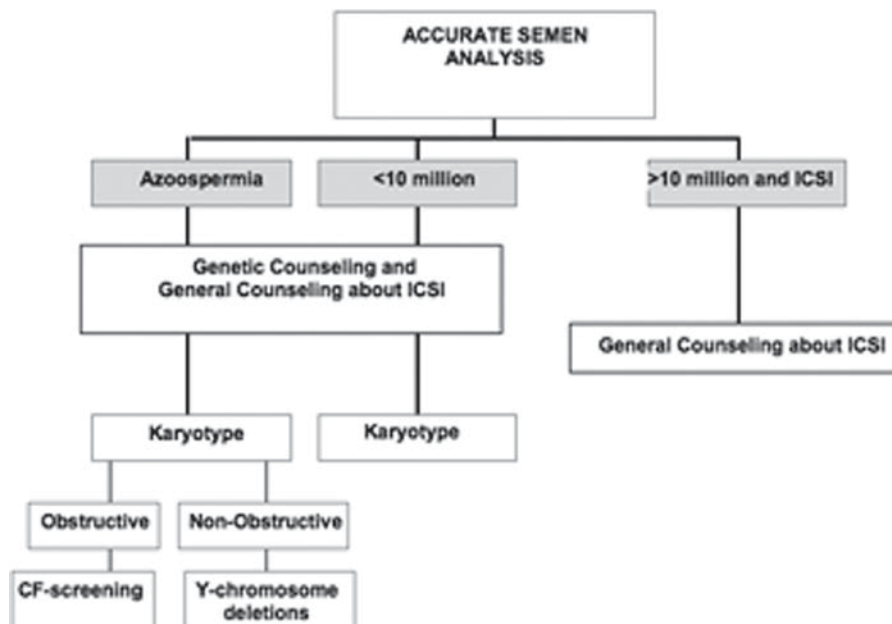 ACCURATE SEMEN
ANALYSIS
Azoospermia
<10 million
>10 million and ICSI
Genetic Counseling and
General Counseling about ICSI
General Counseling about ICSI
Karyotype
Karyotype
Obstructive
Non-Obstructive
CF-screening
Y-chromosome
deletions